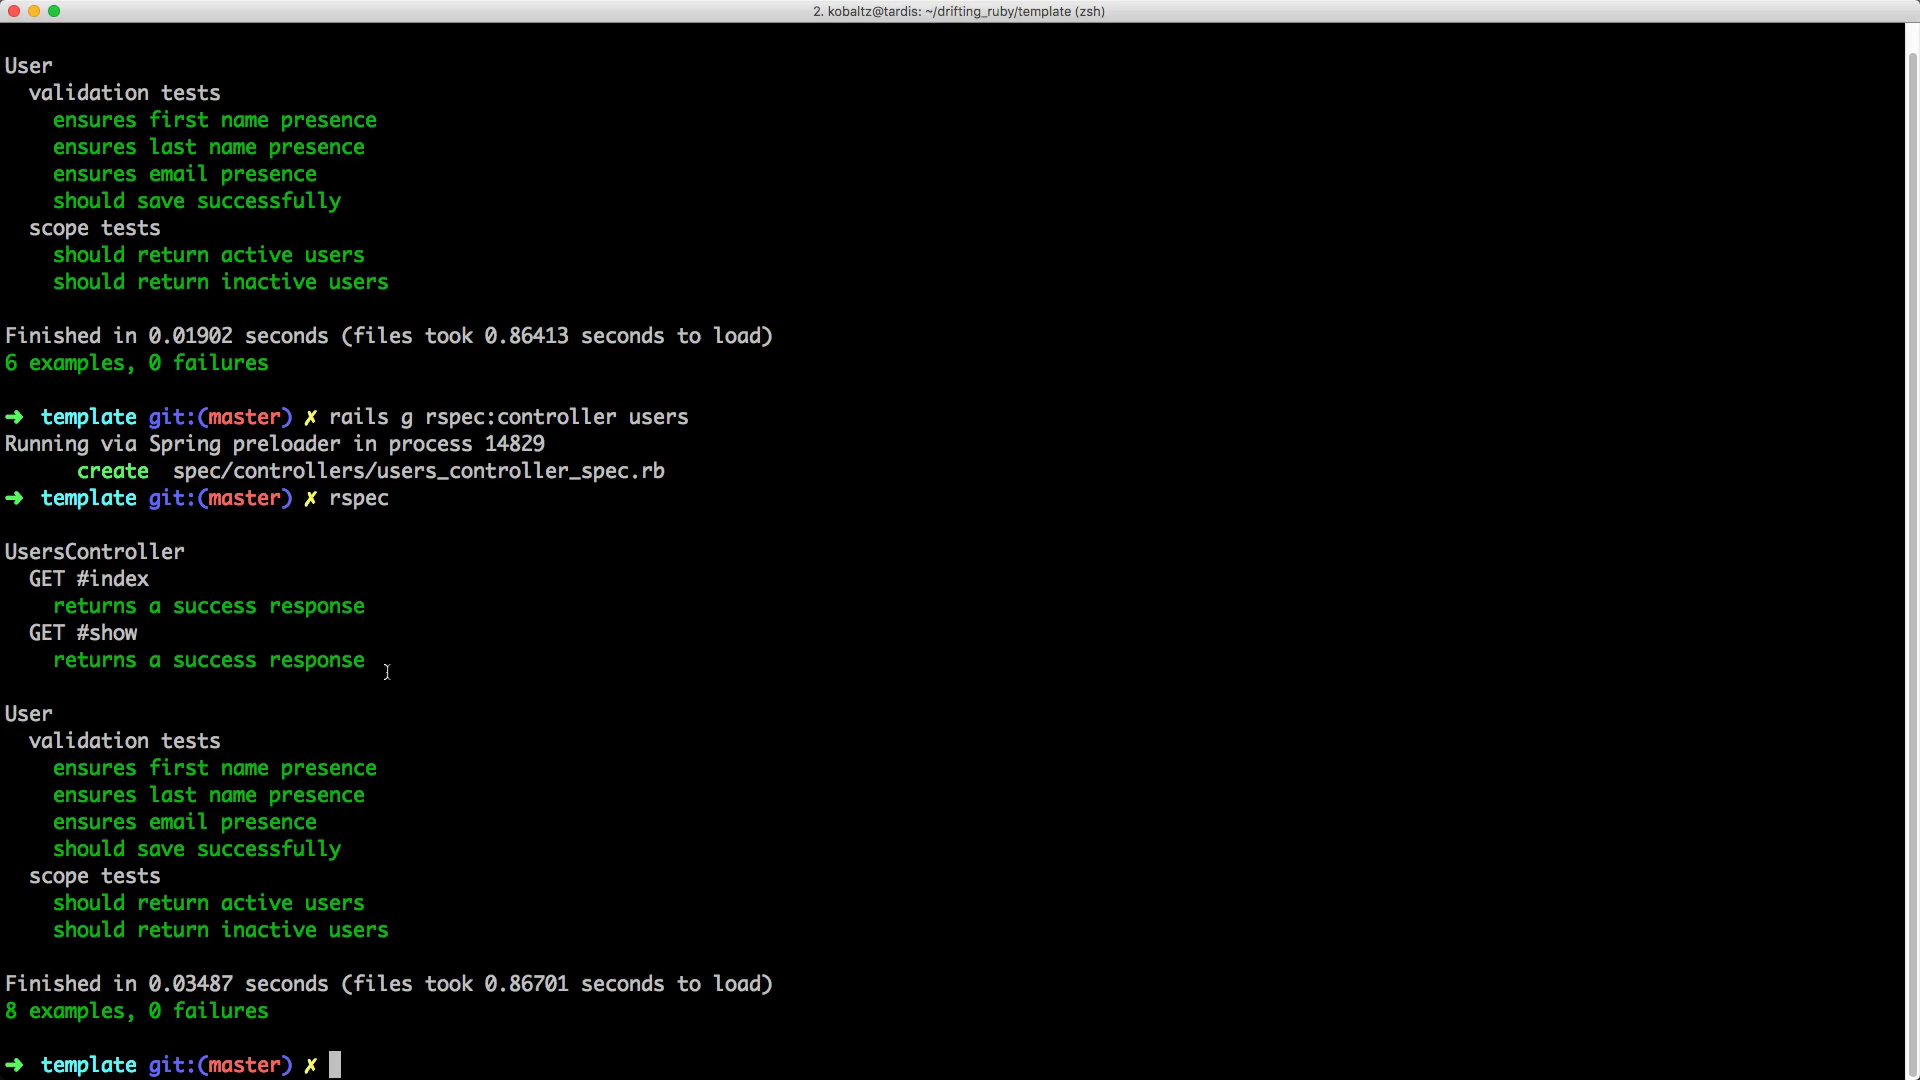 2. kobaltz@tardis: ~/drifting_ruby/template (zsh)
User
  validation tests
    ensures first name presence
    ensures last name presence
    ensures email presence
    should save successfully
  scope tests
    should return active users
    should return inactive users
Finished in 0.01902 seconds (files took 0.86413 seconds to load)
6 examples, 0 failures
➜  template git:(master) ✗ rails g rspec:controller users
Running via Spring preloader in process 14829
      create  spec/controllers/users_controller_spec.rb
➜  template git:(master) ✗ rspec
UsersController
  GET #index
    returns a success response
  GET #show
    returns a success response
User
  validation tests
    ensures first name presence
    ensures last name presence
    ensures email presence
    should save successfully
  scope tests
    should return active users
    should return inactive users
Finished in 0.03487 seconds (files took 0.86701 seconds to load)
8 examples, 0 failures
➜  template git:(master) ✗